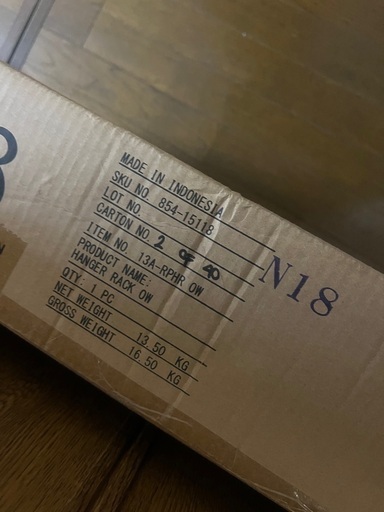 MADE IN INDONESIA
SKU NO. 854-15118
LOT NO.
CARTON NO. 2 OF 40
ITEM NO. 13A-RPHR OW
PRODUCT NAME:
HANGER RACK OW
QTY. 1 PC
NET WEIGHT 13.50 KG
GROSS WEIGHT 16.50 KG
N18